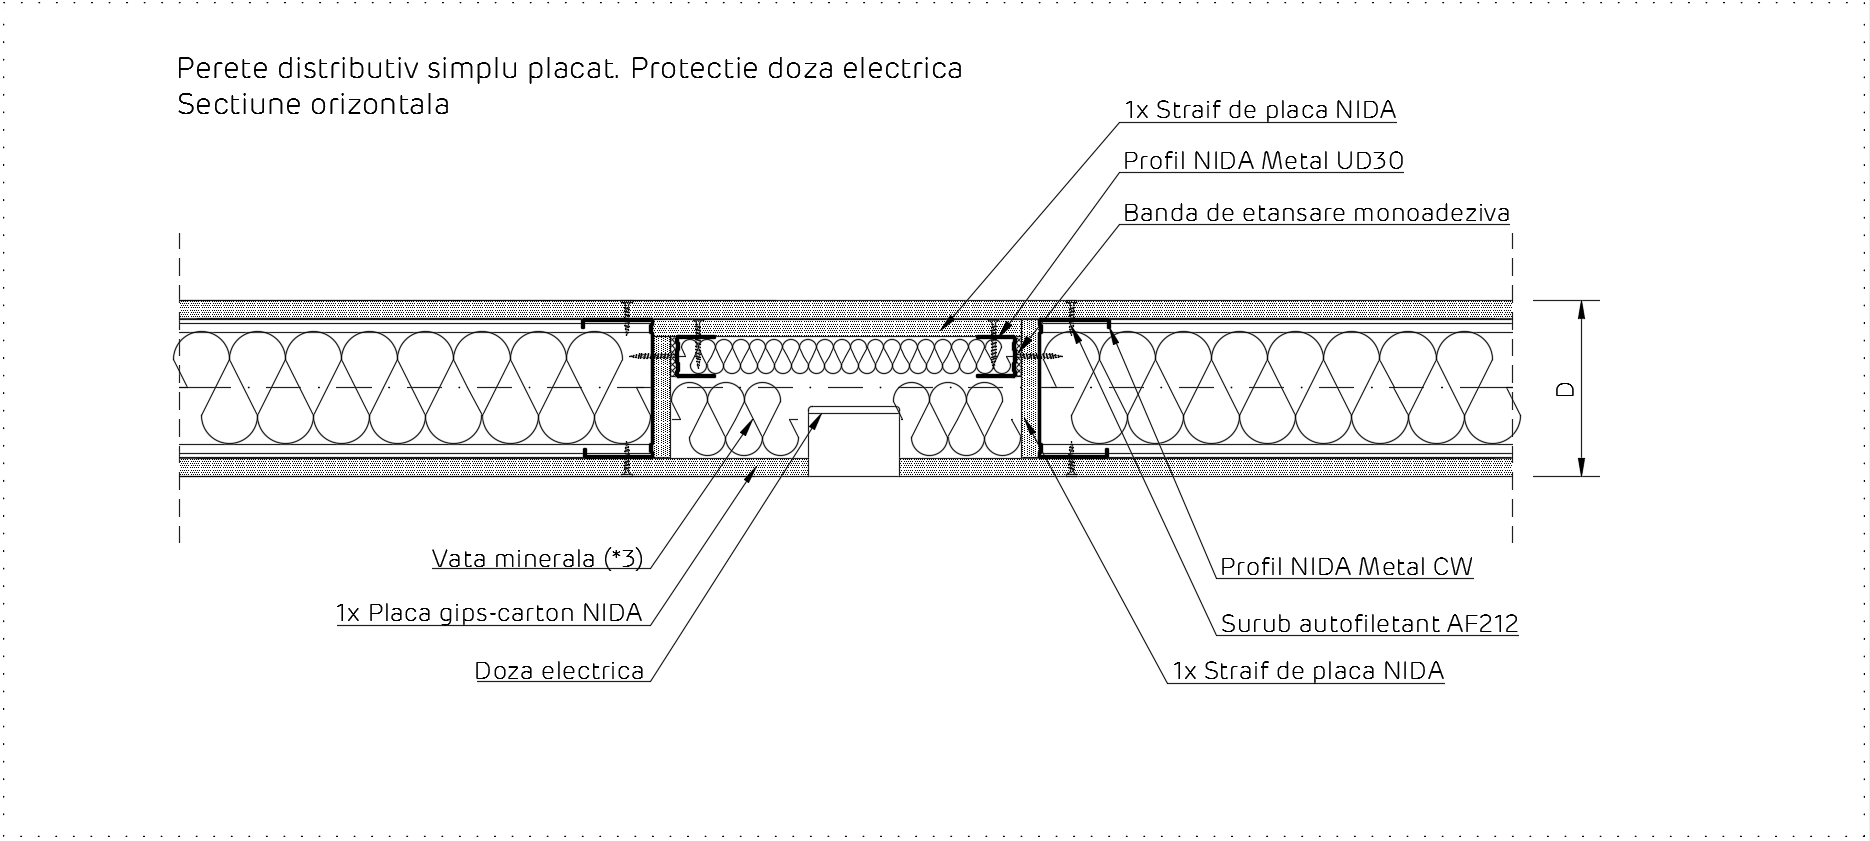 Perete distributiv simplu placat. Protectie doza electrica
Sectiune orizontala
1x Straif de placa NIDA
Profil NIDA Metal UD30
Banda de etansare monoadeziva
D
Vata minerala (*3)
1x Placa gips-carton NIDA
Doza electrica
Profil NIDA Metal CW
Surub autofiletant AF212
1x Straif de placa NIDA